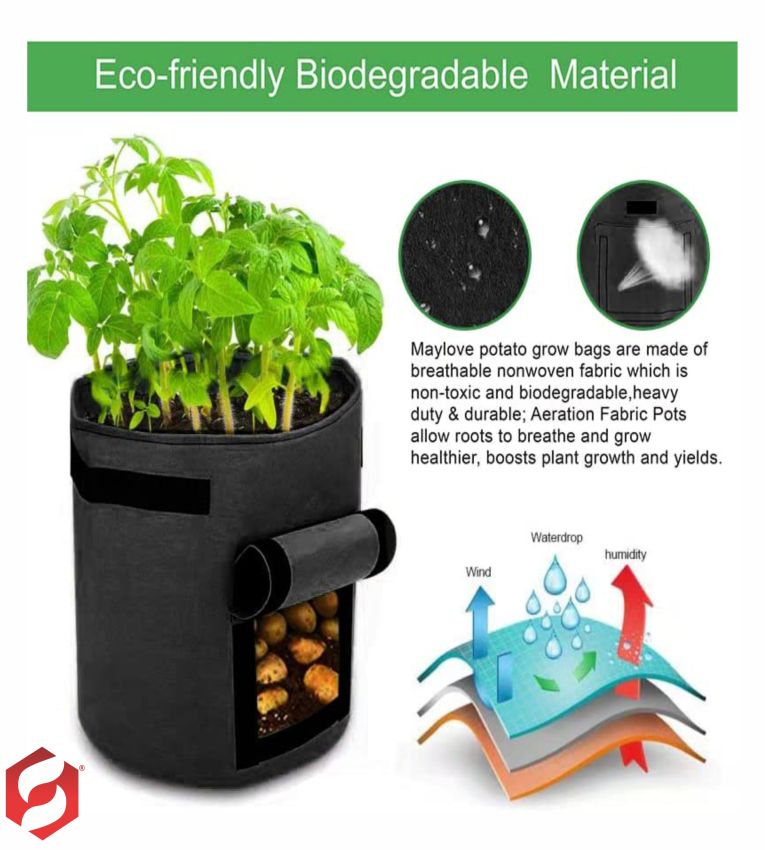 Eco-friendly Biodegradable Material
Maylove potato grow bags are made of
breathable nonwoven fabric which is
non-toxic and biodegradable,heavy
duty & durable; Aeration Fabric Pots
allow roots to breathe and grow
healthier, boosts plant growth and yields.
Waterdrop
humidity
Wind
®